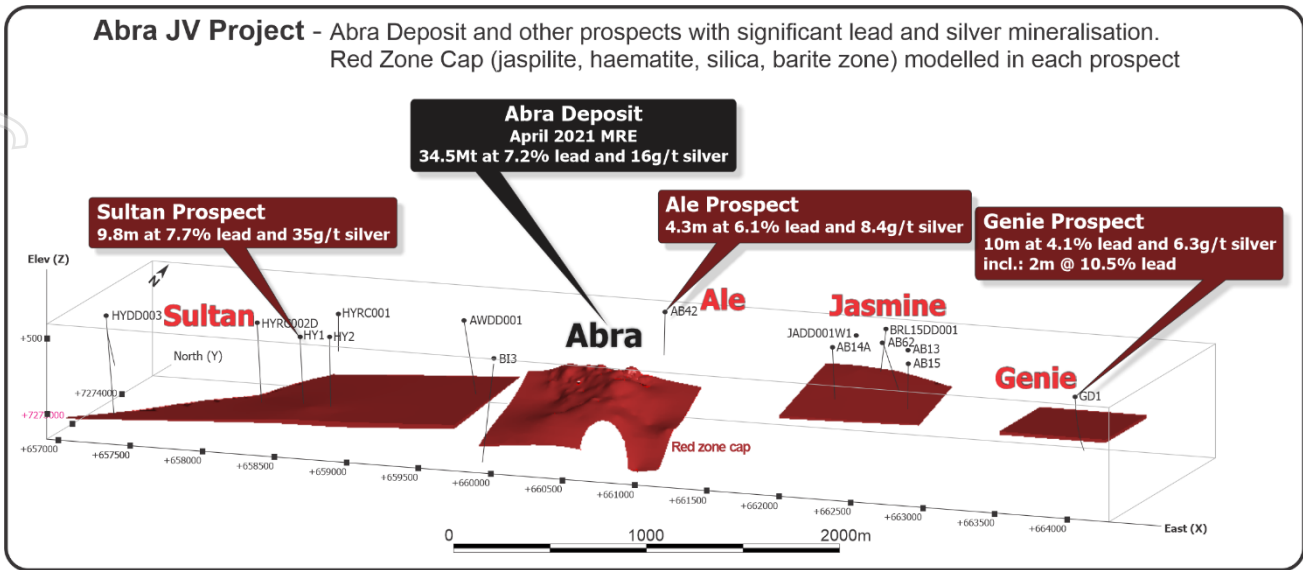 Abra JV Project - Abra Deposit and other prospects with significant lead and silver mineralisation.
Red Zone Cap (jaspilite, haematite, silica, barite zone) modelled in each prospect
Abra Deposit
April 2021 MRE
34.5Mt at 7.2% lead and 16g/t silver
Sultan Prospect
9.8m at 7.7% lead and 35g/t silver
Ale Prospect
4.3m at 6.1% lead and 8.4g/t silver
Genie Prospect
10m at 4.1% lead and 6.3g/t silver
incl.: 2m @ 10.5% lead
Elev (Z)
N
Sultan
Abra
Ale
Jasmine
Genie
HYDD003
HYRC002D
HYRC001
HY1
HY2
AWDD001
BI3
AB42
JADD001W1
BRL15DD001
AB14A
AB62
AB13
AB15
GD1
+500
North (Y)
+7274000
Red zone cap
+657000
+657500
+658000
+658500
+659000
+659500
+660000
+660500
+661000
+661500
+662000
+662500
+663000
+663500
+664000
East (X)
0
1000
2000m